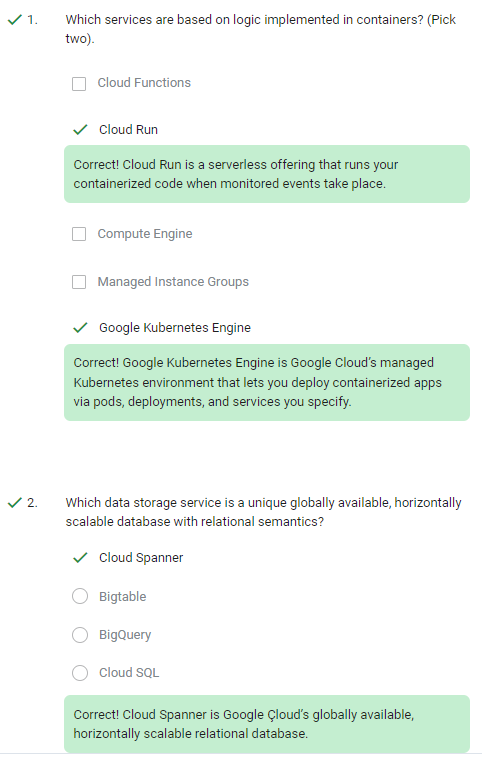 1. Which services are based on logic implemented in containers? (Pick
two).
Cloud Functions
Cloud Run
Correct! Cloud Run is a serverless offering that runs your
containerized code when monitored events take place.
Compute Engine
Managed Instance Groups
Google Kubernetes Engine
Correct! Google Kubernetes Engine is Google Cloud’s managed
Kubernetes environment that lets you deploy containerized apps
via pods, deployments, and services you specify.
2. Which data storage service is a unique globally available, horizontally
scalable database with relational semantics?
Cloud Spanner
Bigtable
BigQuery
Cloud SQL
Correct! Cloud Spanner is Google Çloud’s globally available,
horizontally scalable relational database.